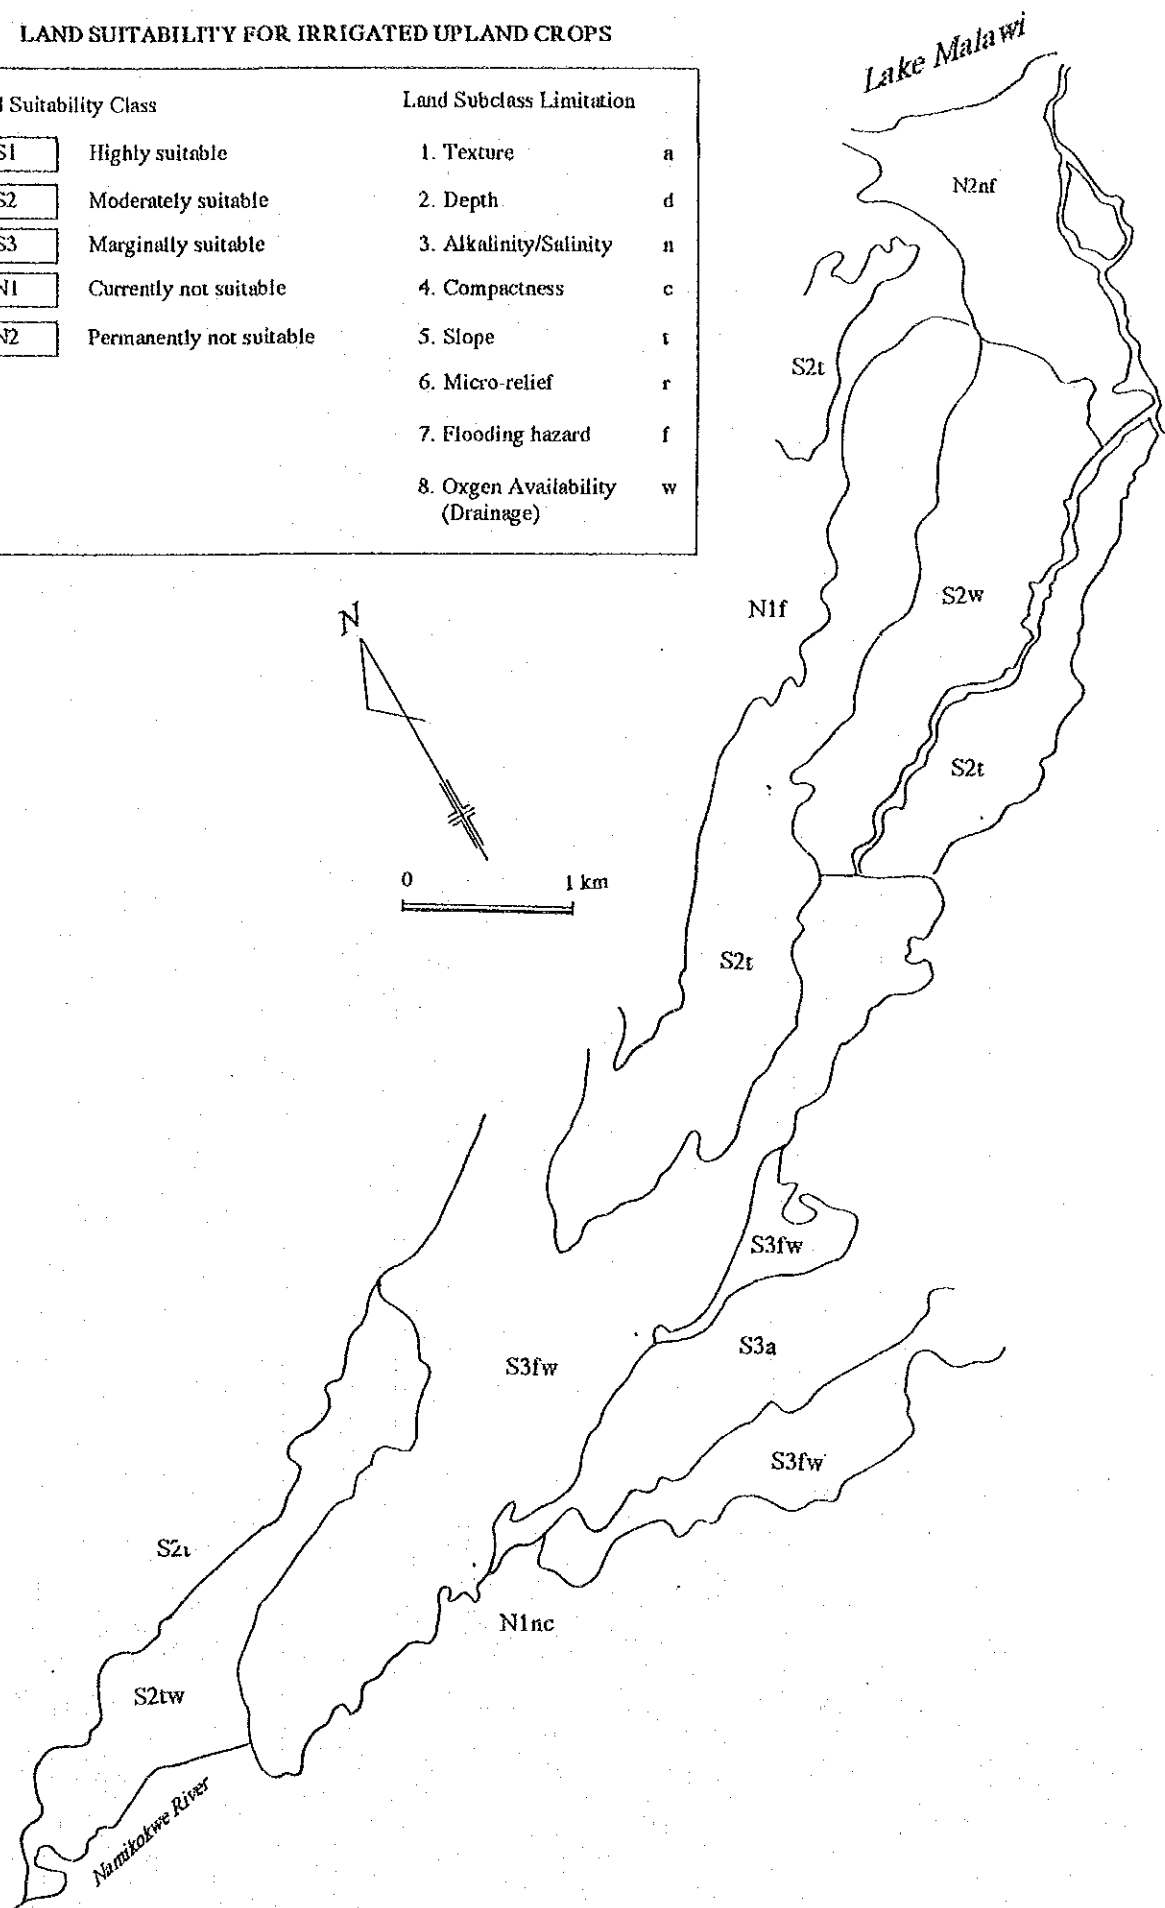 LAND SUITABILITY FOR IRRIGATED UPLAND CROPS
Lake Malawi
Suitability Class
Land Subclass Limitation
S1 Highly suitable
1. Texture a
S2 Moderately suitable
2. Depth d
S3 Marginally suitable
3. Alkalinity/Salinity n
N1 Currently not suitable
4. Compactness c
N2 Permanently not suitable
5. Slope t
6. Micro-relief r
7. Flooding hazard f
8. Oxgen Availability w
(Drainage)
N2nf
S2t
N
N1f
S2w
S2t
0 1 km
S2t
S3fw
S3a
S3fw
S3fw
S2t
N1nc
S2tw
Namikokwe River